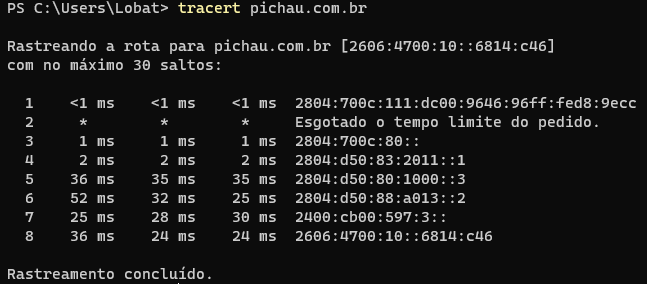 PS C:\Users\Lobat> tracert pichau.com.br
Rastreando a rota para pichau.com.br [2606:4700:10::6814:c46]
com no máximo 30 saltos:
1 <1 ms <1 ms <1 ms 2804:700c:111:dc00:9646:96ff:fed8:9ecc
2 * * * Esgotado o tempo limite do pedido.
3 1 ms 1 ms 1 ms 2804:700c:80::
4 2 ms 2 ms 2 ms 2804:d50:83:2011::1
5 36 ms 35 ms 35 ms 2804:d50:80:1000::3
6 52 ms 32 ms 25 ms 2804:d50:88:a013::2
7 25 ms 28 ms 30 ms 2400:cb00:597:3::
8 36 ms 24 ms 24 ms 2606:4700:10::6814:c46
Rastreamento concluído.